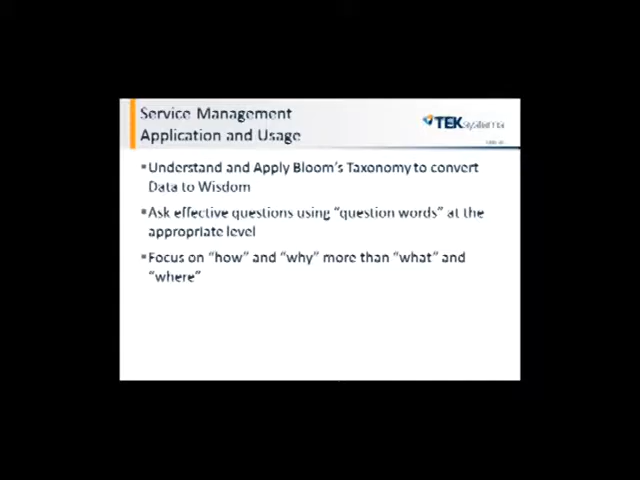 Service Management
Application and Usage
TEKsystems
▪Understand and Apply Bloom's Taxonomy to convert
Data to Wisdom
▪Ask effective questions using "question words" at the
appropriate level
▪Focus on "how" and "why" more than "what" and
"where"